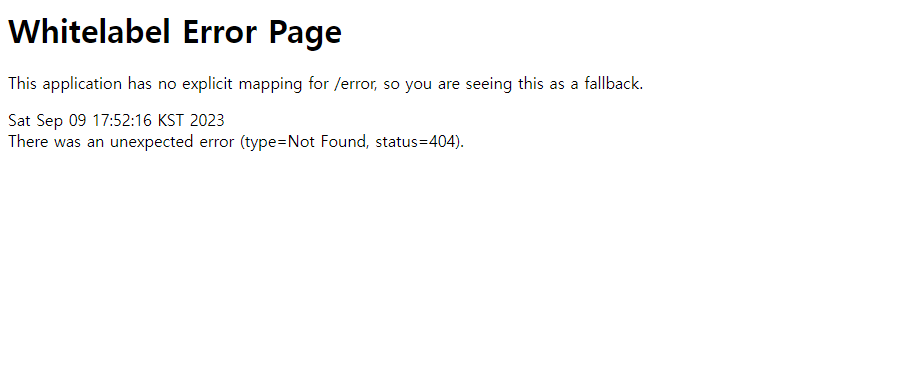 Whitelabel Error Page
This application has no explicit mapping for /error, so you are seeing this as a fallback.
Sat Sep 09 17:52:16 KST 2023
There was an unexpected error (type=Not Found, status=404).